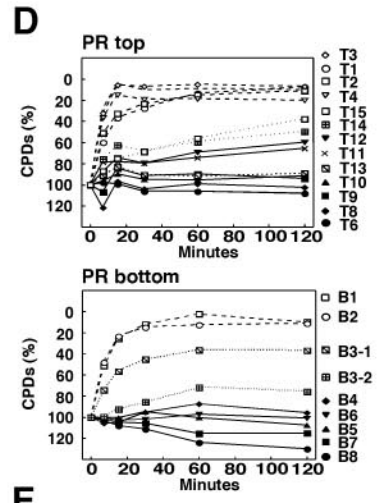 D
PR top
0
20
40
60
80
100
120
CPDs (%)
0 20 40 60 80 100 120
Minutes
T3
T1
T2
T4
T15
T14
T12
T11
T13
T10
T9
T8
T6
PR bottom
0
20
40
60
80
100
120
CPDs (%)
0 20 40 60 80 100 120
Minutes
B1
B2
B3-1
B3-2
B4
B6
B5
B7
B8